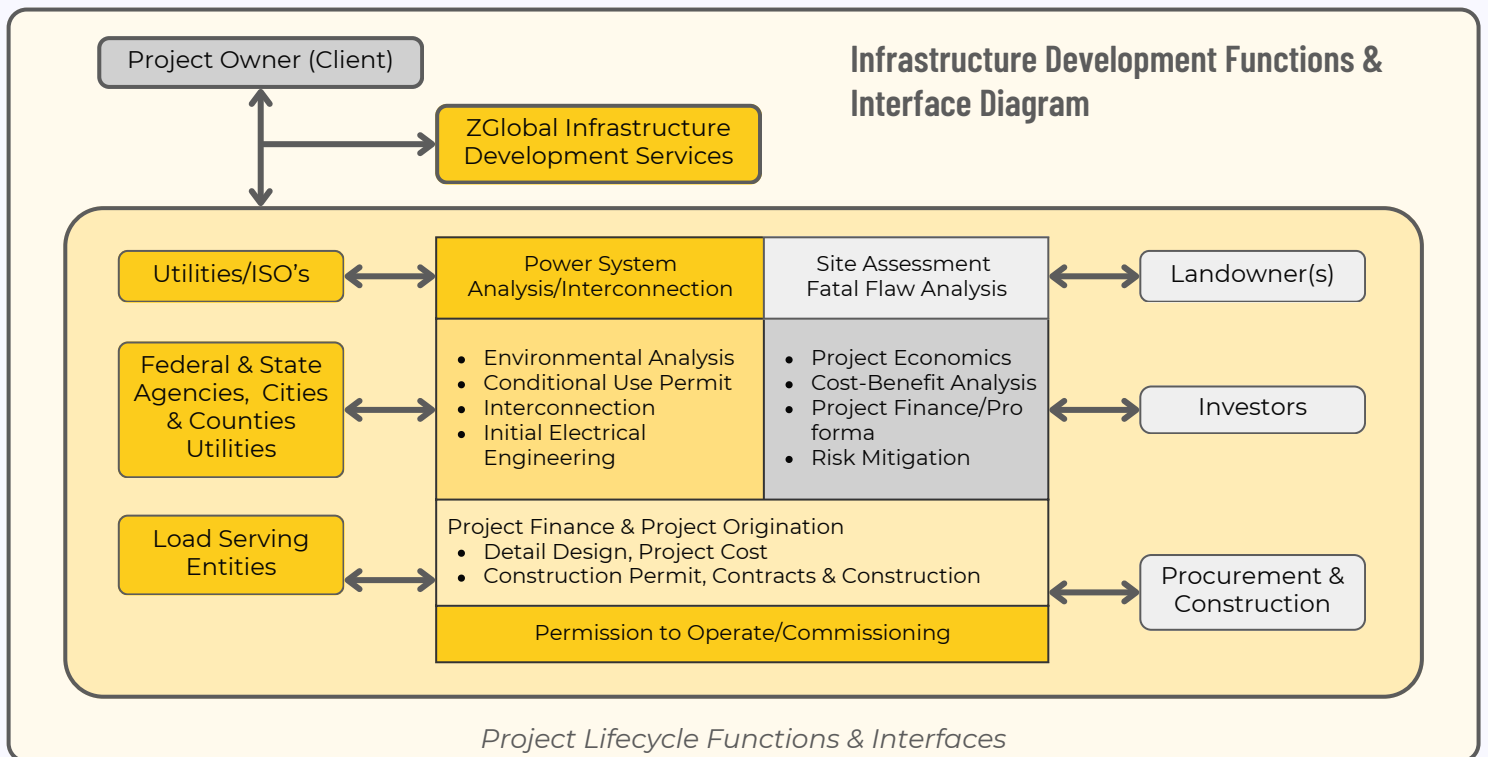 Project Owner (Client)
Infrastructure Development Functions &
Interface Diagram
ZGlobal Infrastructure
Development Services
Utilities/ISO's
Power System
Analysis/Interconnection
Site Assessment
Fatal Flaw Analysis
Landowner(s)
Federal & State
Agencies, Cities
& Counties
Utilities
• Environmental Analysis
• Conditional Use Permit
• Interconnection
• Initial Electrical
Engineering
• Project Economics
• Cost-Benefit Analysis
• Project Finance/Pro
forma
• Risk Mitigation
Investors
Load Serving
Entities
Project Finance & Project Origination
• Detail Design, Project Cost
• Construction Permit, Contracts & Construction
Procurement &
Construction
Permission to Operate/Commissioning
Project Lifecycle Functions & Interfaces